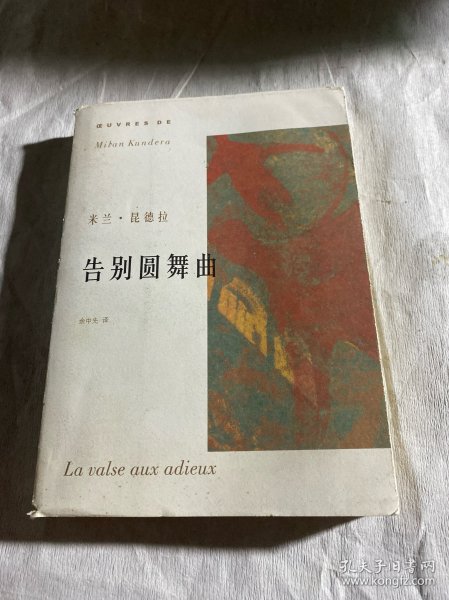 ŒUVRES DE
Milan Kundera
米兰·昆德拉
告别圆舞曲
余中先 译
La valse aux adieux
孔夫子旧书网
www.kongfz.com